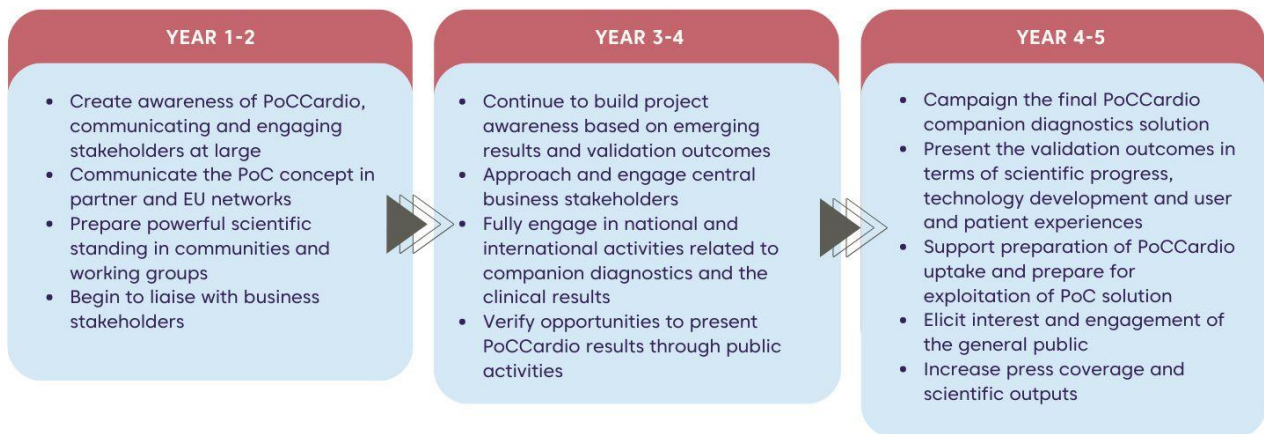 YEAR 1-2
• Create awareness of PoCCardio,
communicating and engaging
stakeholders at large
• Communicate the PoC concept in
partner and EU networks
• Prepare powerful scientific
standing in communities and
working groups
• Begin to liaise with business
stakeholders
YEAR 3-4
• Continue to build project
awareness based on emerging
results and validation outcomes
• Approach and engage central
business stakeholders
• Fully engage in national and
international activities related to
companion diagnostics and the
clinical results
• Verify opportunities to present
PoCCardio results through public
activities
YEAR 4-5
• Campaign the final PoCCardio
companion diagnostics solution
• Present the validation outcomes in
terms of scientific progress,
technology development and user
and patient experiences
• Support preparation of PoCCardio
uptake and prepare for
exploitation of PoC solution
• Elicit interest and engagement of
the general public
• Increase press coverage and
scientific outputs